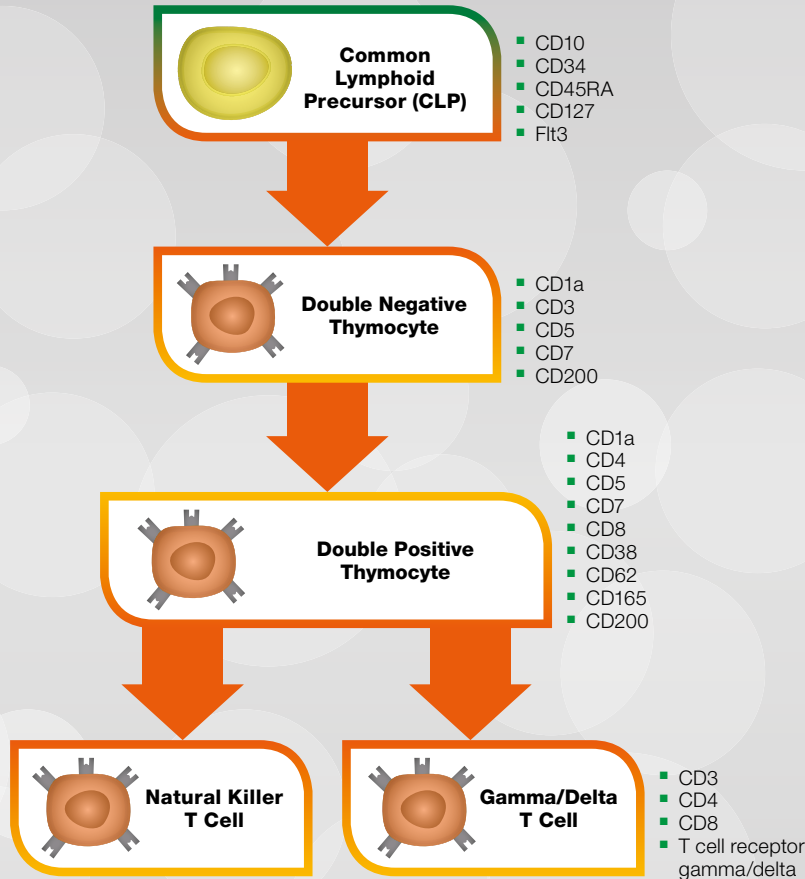 Common
Lymphoid
Precursor (CLP)
CD10
CD34
CD45RA
CD127
Flt3
Double Negative
Thymocyte
CD1a
CD3
CD5
CD7
CD200
Double Positive
Thymocyte
CD1a
CD4
CD5
CD7
CD8
CD38
CD62
CD165
CD200
Natural Killer
T Cell
Gamma/Delta
T Cell
CD3
CD4
CD8
T cell receptor
gamma/delta